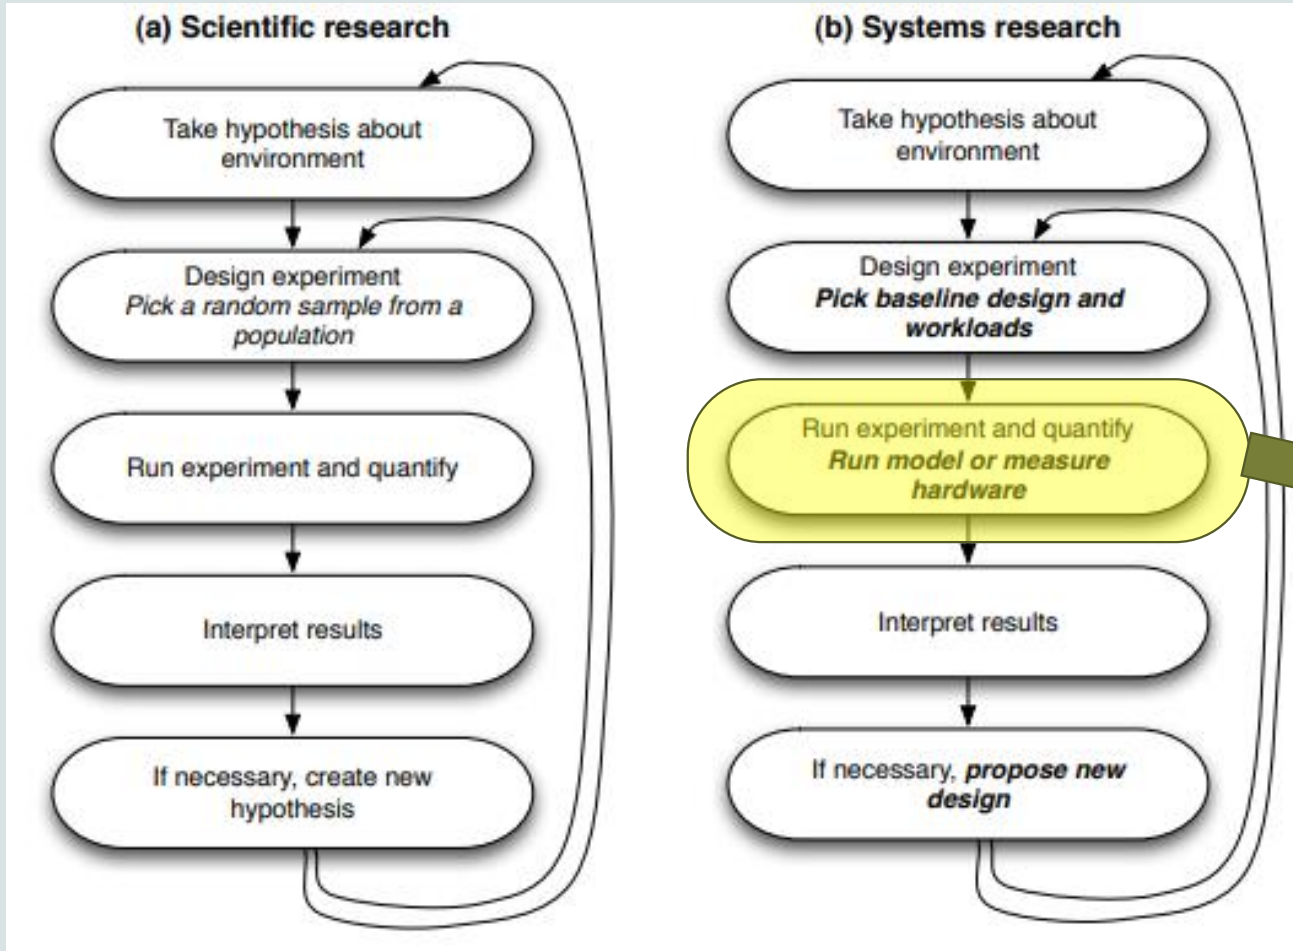 (a) Scientific research
Take hypothesis about
environment
Design experiment
Pick a random sample from a
population
Run experiment and quantify
Interpret results
If necessary, create new
hypothesis
(b) Systems research
Take hypothesis about
environment
Design experiment
Pick baseline design and
workloads
Run experiment and quantify
Run model or measure
hardware
Interpret results
If necessary, propose new
design